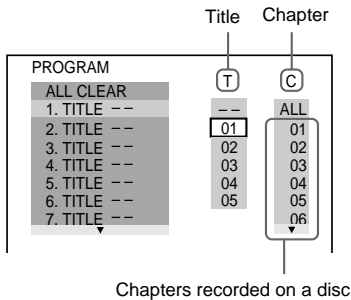 Title Chapter
PROGRAM
T C
ALL CLEAR
1. TITLE – – – – ALL
2. TITLE – – 01 01
3. TITLE – – 02 02
4. TITLE – – 03 03
5. TITLE – – 04 04
6. TITLE – – 05 05
7. TITLE – – 06
Chapters recorded on a disc